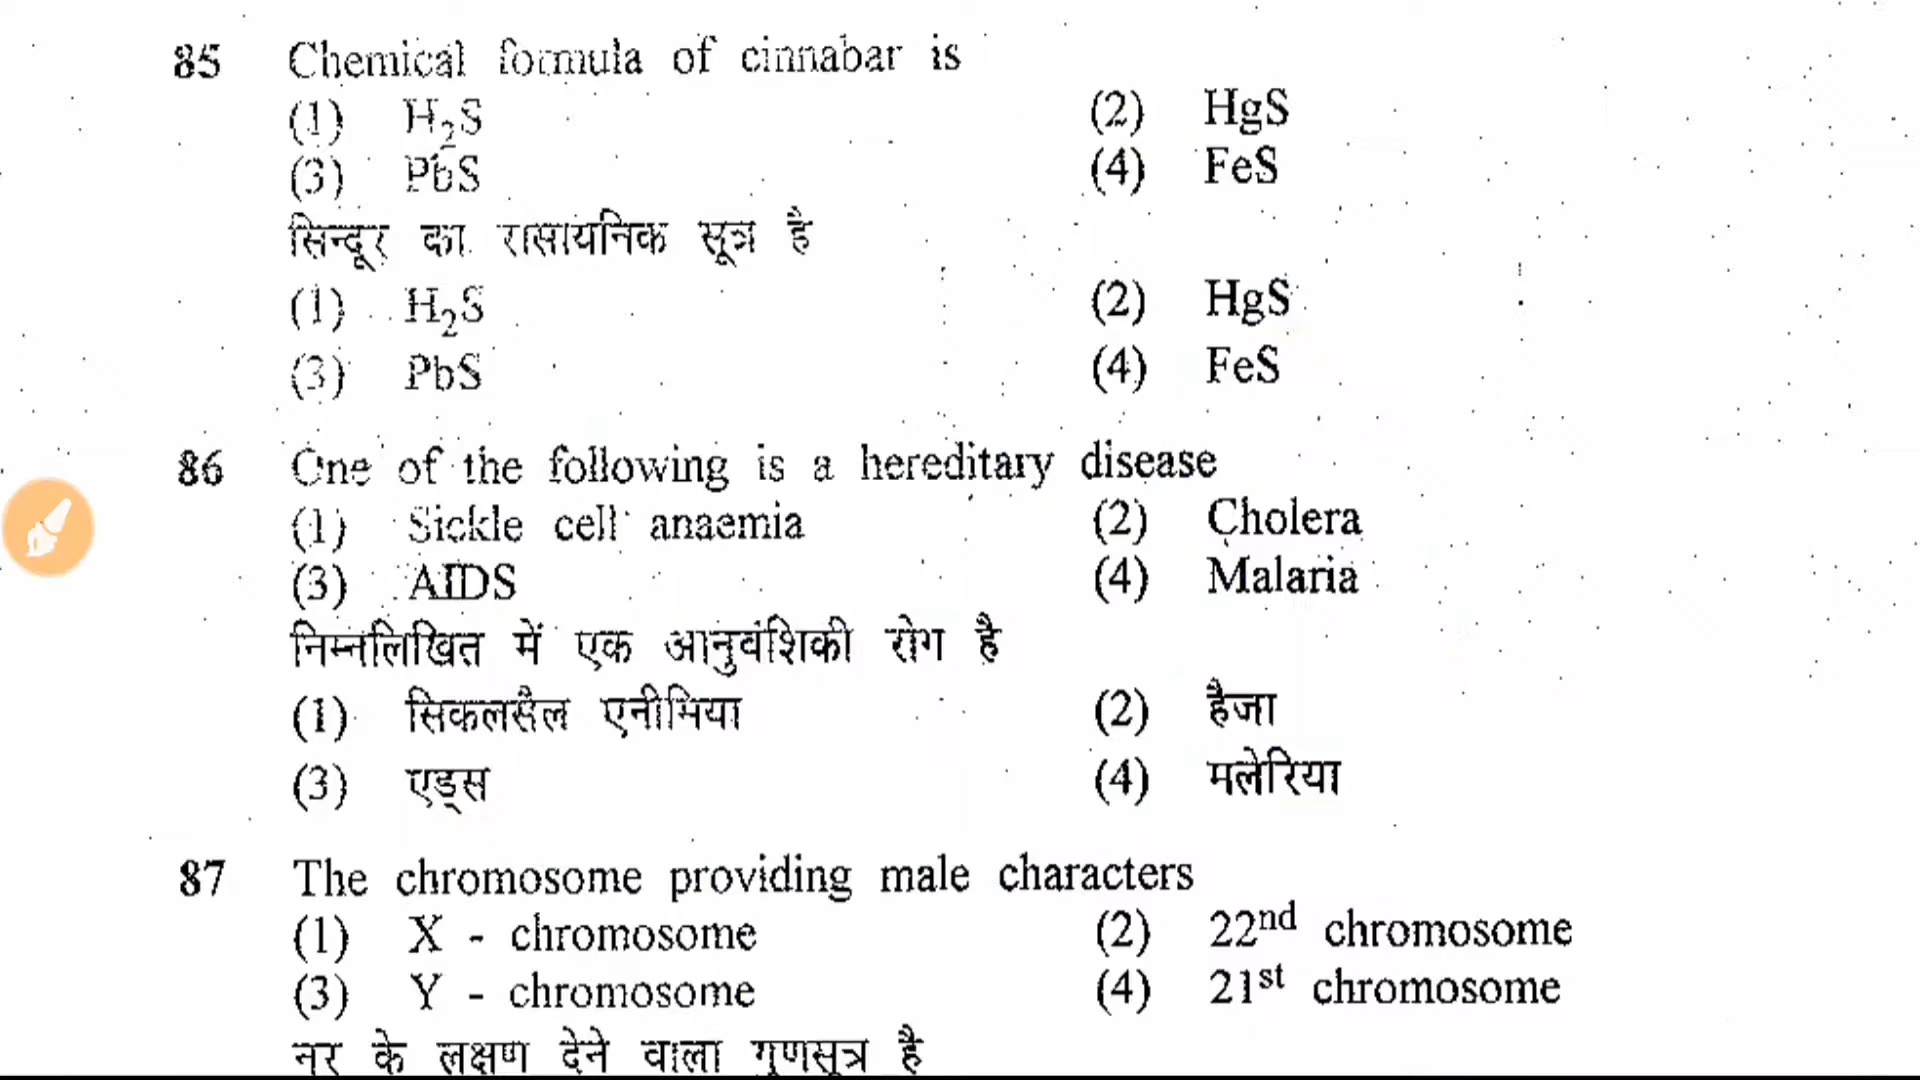 85 Chemical formula of cinnabar is
(1) H₂S (2) HgS
(3) PbS (4) FeS
सिन्दूर का रासायनिक सूत्र है
(1) H₂S (2) HgS
(3) PbS (4) FeS
86 One of the following is a hereditary disease
(1) Sickle cell anaemia (2) Cholera
(3) AIDS (4) Malaria
निम्नलिखित में एक आनुवंशिकी रोग है
(1) सिकलसैल एनीमिया (2) हैजा
(3) एड्स (4) मलेरिया
87 The chromosome providing male characters
(1) X - chromosome (2) 22nd chromosome
(3) Y - chromosome (4) 21st chromosome
नर के लक्षण देने वाला गुणसूत्र है